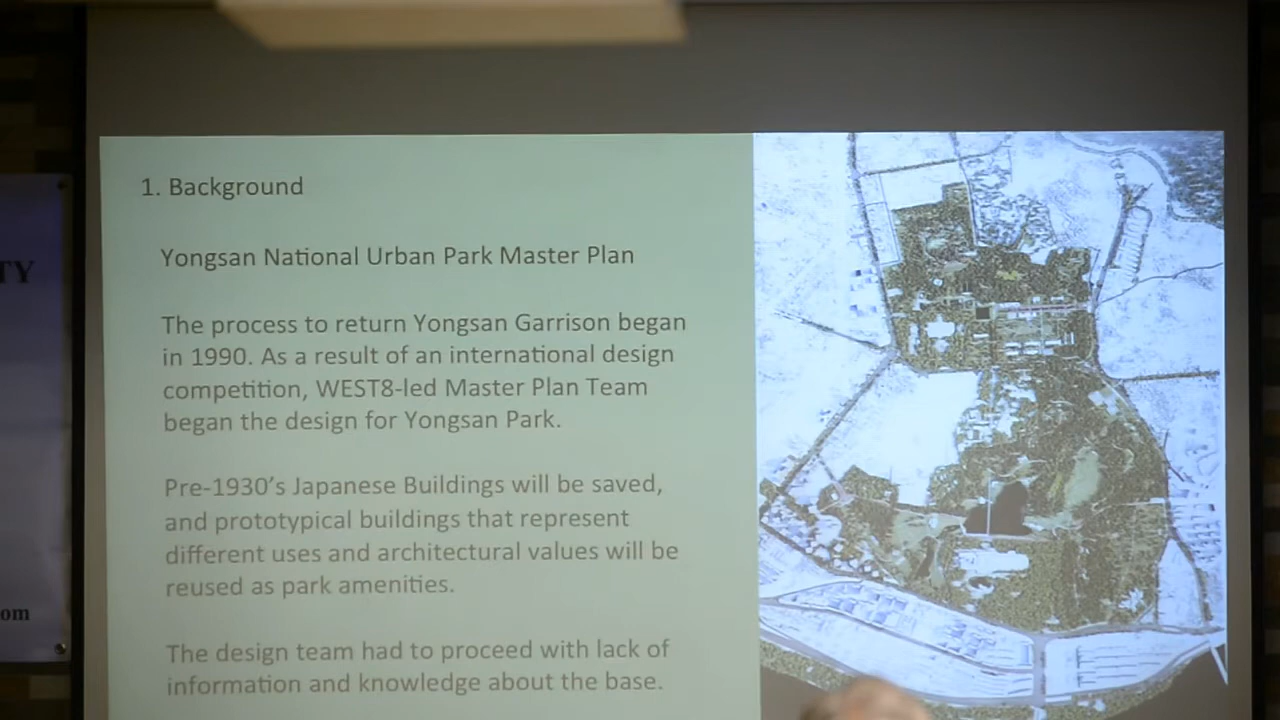 1. Background
Yongsan National Urban Park Master Plan
The process to return Yongsan Garrison began
in 1990. As a result of an international design
competition, WEST8-led Master Plan Team
began the design for Yongsan Park.
Pre-1930's Japanese Buildings will be saved,
and prototypical buildings that represent
different uses and architectural values will be
reused as park amenities.
The design team had to proceed with lack of
information and knowledge about the base.
TY
om